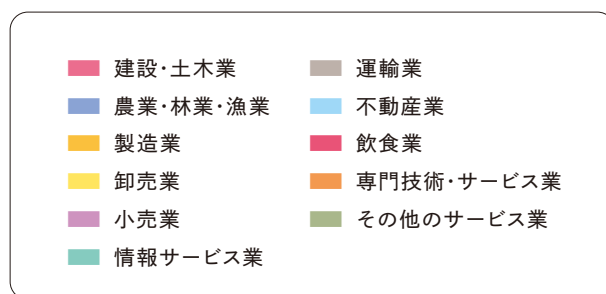 建設・土木業
農業・林業・漁業
製造業
卸売業
小売業
情報サービス業
運輸業
不動産業
飲食業
専門技術・サービス業
その他のサービス業